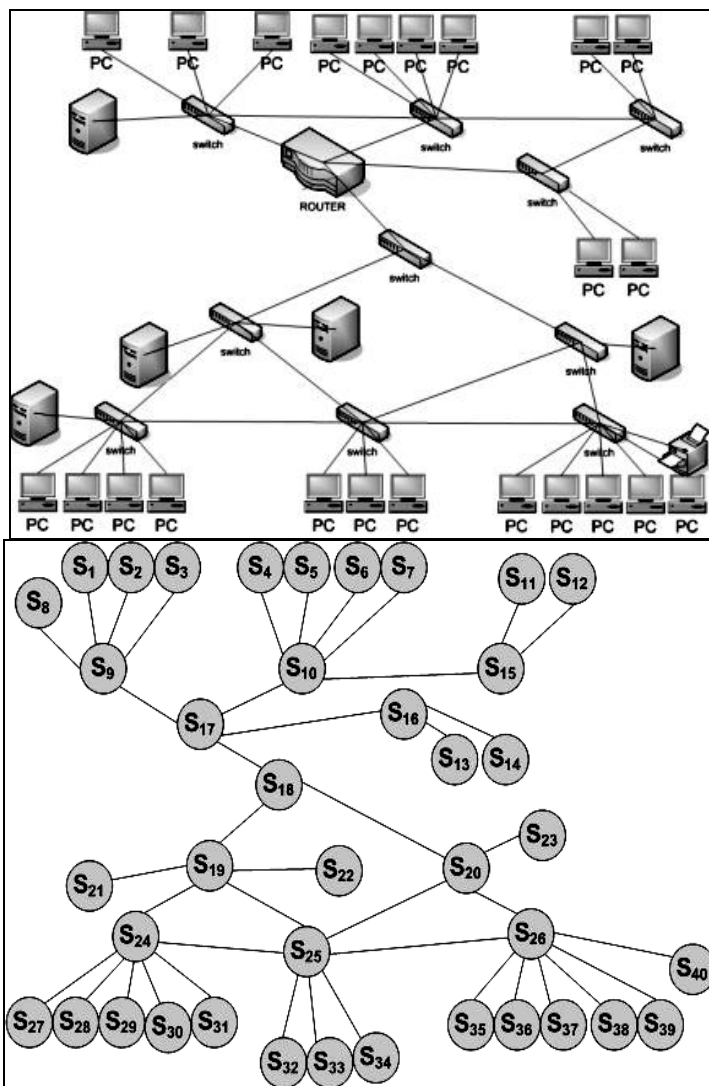 PC PC PC PC PC PC PC PC PC
switch switch switch
ROUTER switch
PC PC
switch
switch switch
switch switch switch
PC PC PC PC PC PC PC PC PC PC PC PC
S1 S2 S3 S4 S5 S6 S7 S11 S12
S8
S9 S10 S15
S17 S16
S13 S14
S18
S23
S19 S20
S21 S22
S24 S25 S26
S40
S27 S28 S29 S30 S31 S35 S36 S37 S38 S39
S32 S33 S34